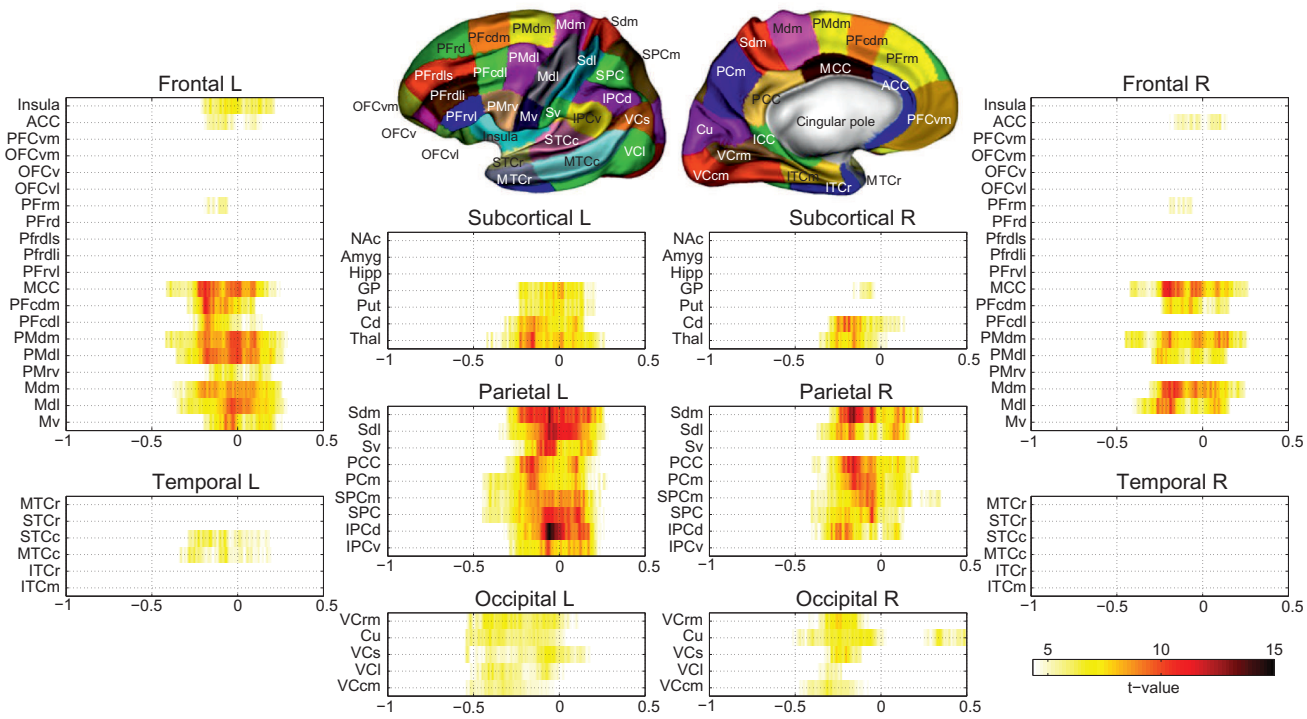 Frontal L
Insula
ACC
PFCvm
OFCvm
OFCv
OFCvl
PFrm
PFrd
Pfrdls
Pfrdli
PFrvl
MCC
PFcdm
PFcdl
PMdm
PMdl
PMrv
Mdm
Mdl
Mv
−1 −0.5 0 0.5
Temporal L
MTCr
STCr
STCc
MTCc
ITCr
ITCm
−1 −0.5 0 0.5
PFrd
PFcdm
PMdm
Mdm
Sdm
SPCm
PFrdls
PFcdl
PMdl
Mdl
Sdl
SPC
PFrdli
PMrv
IPCd
OFCvm
PFrvl
Mv
Sv
IPCv
VCs
OFCv
Insula
STCc
OFCvl
STCr
MTCc
VCl
MTCr
Sdm
Mdm
PMdm
PFcdm
PFrm
PCm
MCC
PCC
ACC
Cu
Cingular pole
PFCvm
ICC
VCrm
VCcm
ITCm
ITCr
MTCr
Subcortical L
NAc
Amyg
Hipp
GP
Put
Cd
Thal
−1 −0.5 0 0.5
Subcortical R
−1 −0.5 0 0.5
NAc
Amyg
Hipp
GP
Put
Cd
Thal
Parietal L
Sdm
Sdl
Sv
PCC
PCm
SPCm
SPC
IPCd
IPCv
−1 −0.5 0 0.5
Parietal R
Sdm
Sdl
Sv
PCC
PCm
SPCm
SPC
IPCd
IPCv
−1 −0.5 0 0.5
Occipital L
VCrm
Cu
VCs
VCl
VCcm
−1 −0.5 0 0.5
Occipital R
VCrm
Cu
VCs
VCl
VCcm
−1 −0.5 0 0.5
Frontal R
Insula
ACC
PFCvm
OFCvm
OFCv
OFCvl
PFrm
PFrd
Pfrdls
Pfrdli
PFrvl
MCC
PFcdm
PFcdl
PMdm
PMdl
PMrv
Mdm
Mdl
Mv
−1 −0.5 0 0.5
Temporal R
MTCr
STCr
STCc
MTCc
ITCr
ITCm
−1 −0.5 0 0.5
5 10 15
t−value